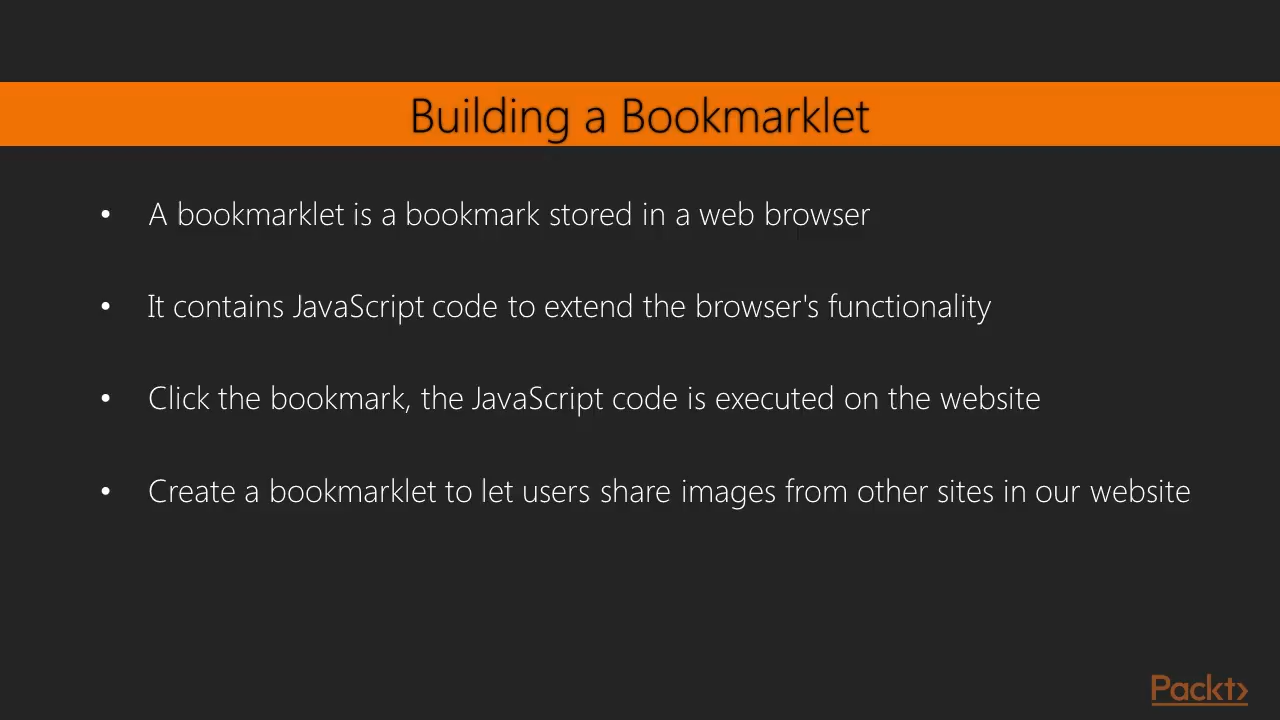 Building a Bookmarklet
• A bookmarklet is a bookmark stored in a web browser
• It contains JavaScript code to extend the browser's functionality
• Click the bookmark, the JavaScript code is executed on the website
• Create a bookmarklet to let users share images from other sites in our website
Packt>